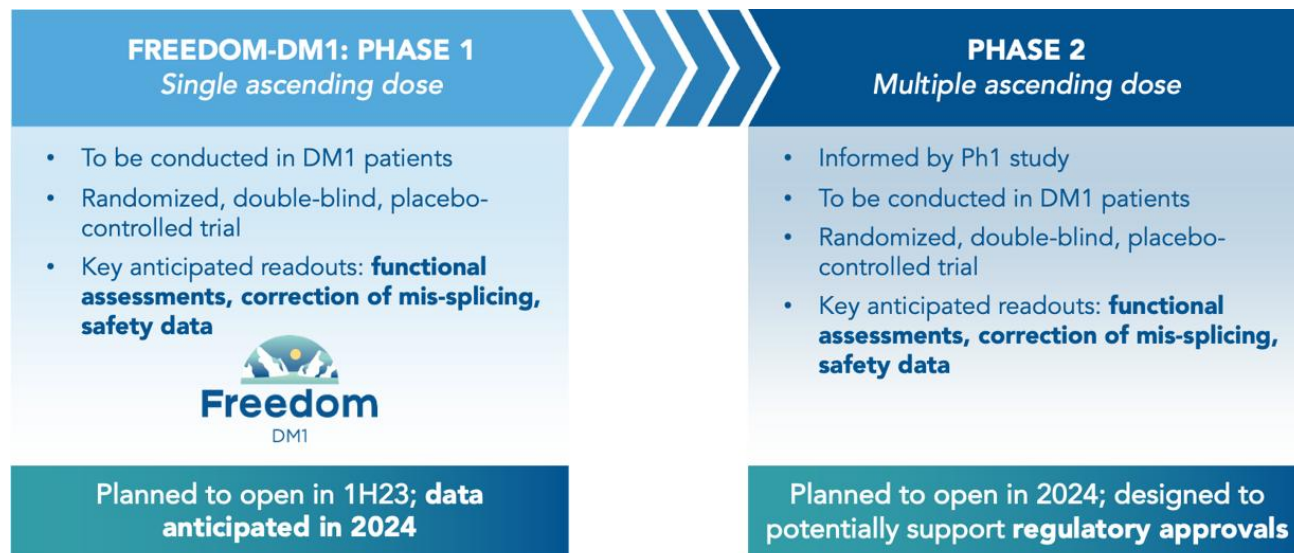 FREEDOM-DM1: PHASE 1
Single ascending dose
• To be conducted in DM1 patients
• Randomized, double-blind, placebo-
controlled trial
• Key anticipated readouts: functional
assessments, correction of mis-splicing,
safety data
Freedom
DM1
Planned to open in 1H23; data
anticipated in 2024
PHASE 2
Multiple ascending dose
• Informed by Ph1 study
• To be conducted in DM1 patients
• Randomized, double-blind, placebo-
controlled trial
• Key anticipated readouts: functional
assessments, correction of mis-splicing,
safety data
Planned to open in 2024; designed to
potentially support regulatory approvals